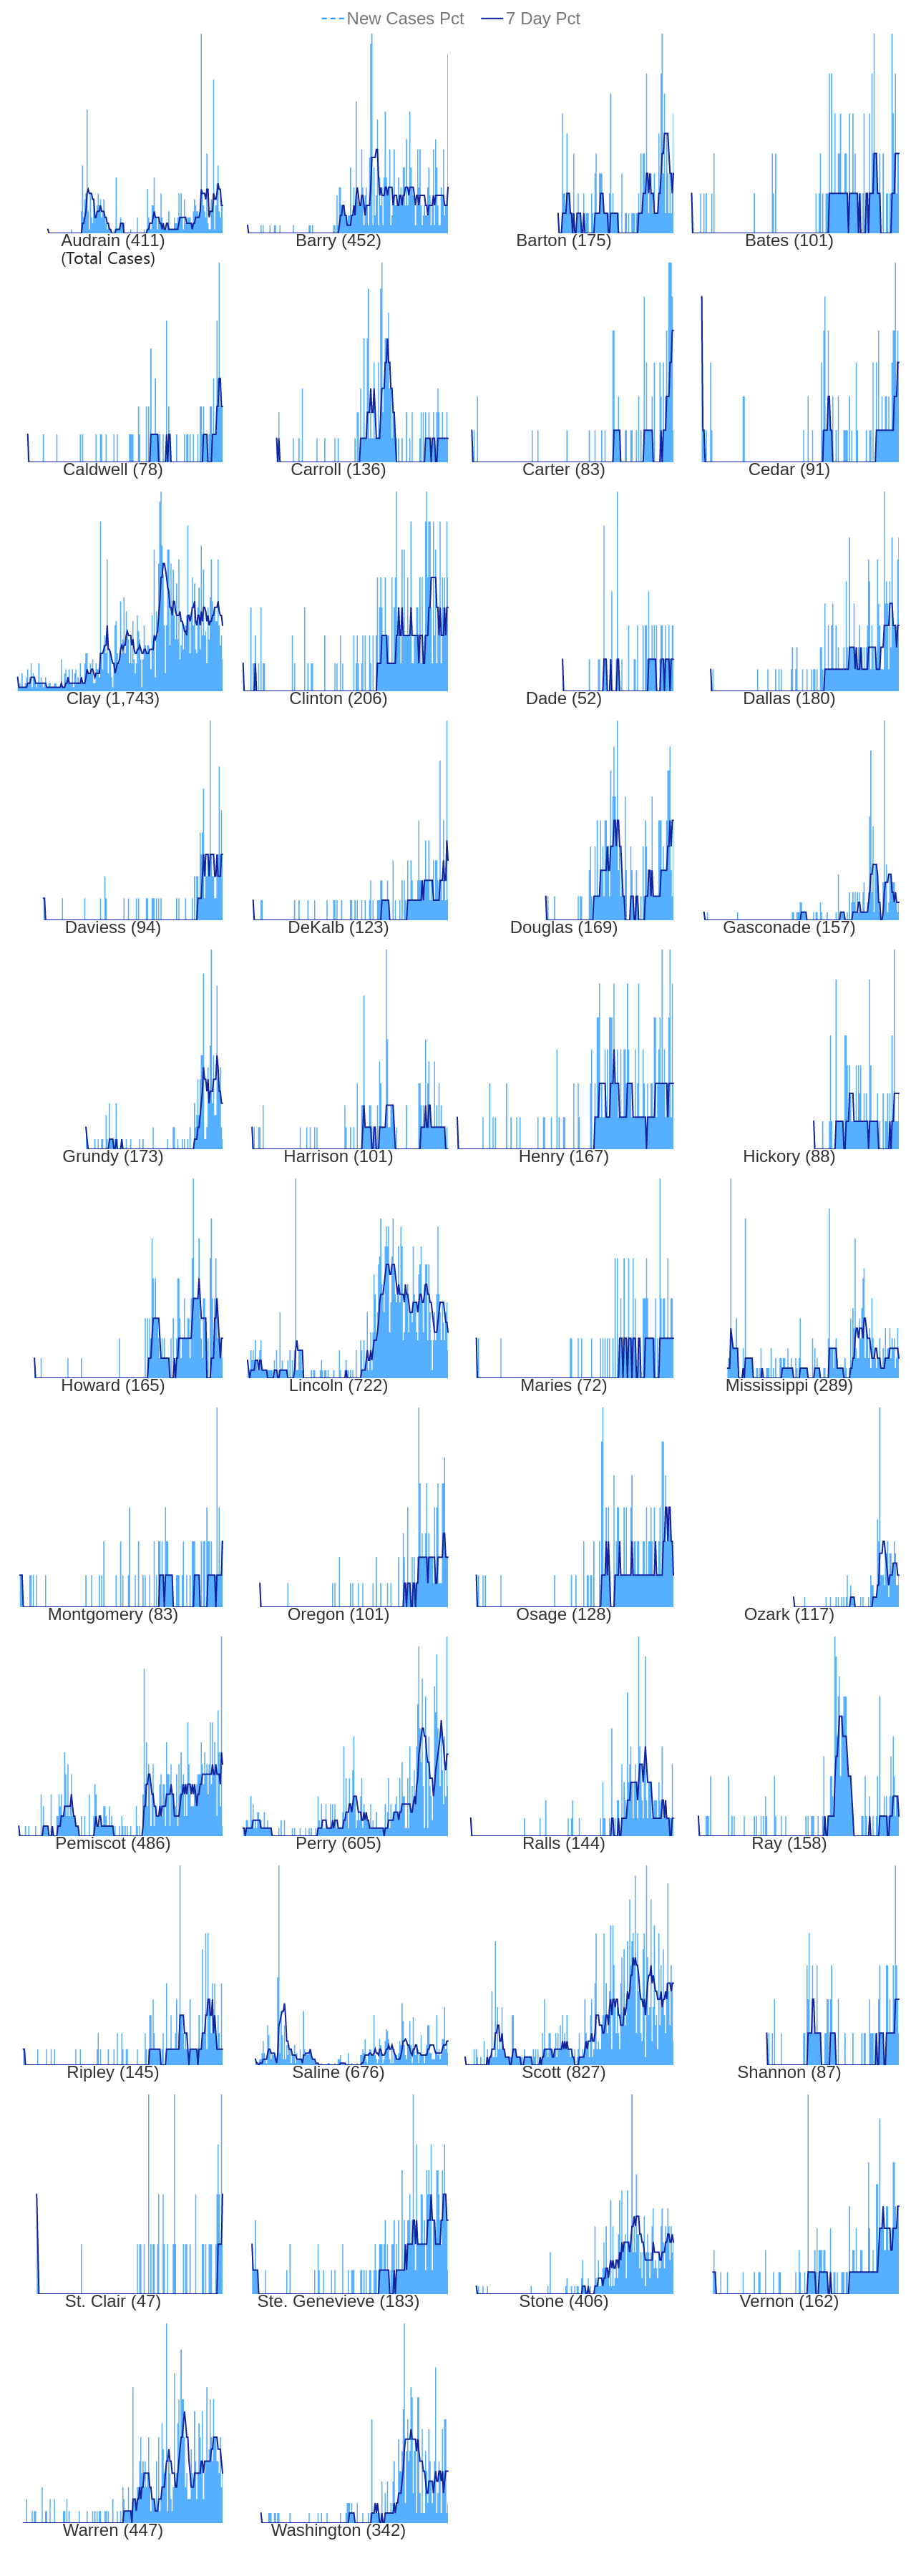 New Cases Pct 7 Day Pct
Audrain (411) Barry (452) Barton (175) Bates (101)
(Total Cases)
Caldwell (78) Carroll (136) Carter (83) Cedar (91)
Clay (1,743) Clinton (206) Dade (52) Dallas (180)
Daviess (94) DeKalb (123) Douglas (169) Gasconade (157)
Grundy (173) Harrison (101) Henry (167) Hickory (88)
Howard (165) Lincoln (722) Maries (72) Mississippi (289)
Montgomery (83) Oregon (101) Osage (128) Ozark (117)
Pemiscot (486) Perry (605) Ralls (144) Ray (158)
Ripley (145) Saline (676) Scott (827) Shannon (87)
St. Clair (47) Ste. Genevieve (183) Stone (406) Vernon (162)
Warren (447) Washington (342)